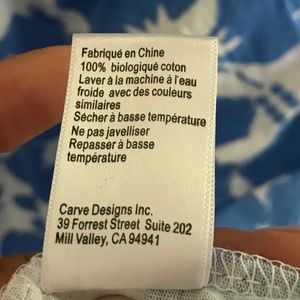 Fabriqué en Chine
100% biologiqué coton
Laver à la machine à l'eau
froide avec des couleurs
similaires
Sécher à basse température
Ne pas javelliser
Repasser à basse
température
Carve Designs Inc.
39 Forrest Street Suite 202
Mill Valley, CA 94941